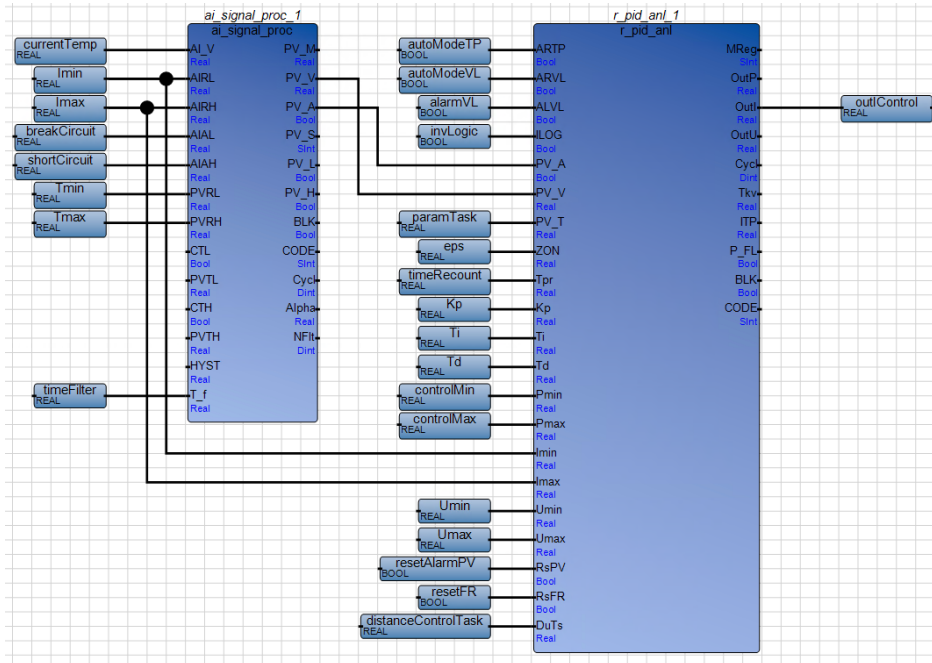 ai_signal_proc_1
ai_signal_proc
currentTemp
REAL
AI_V
Real
PV_M
Real
Imin
REAL
AIRL
Real
PV_V
Real
Imax
REAL
AIRH
Real
PV_A
Bool
breakCircuit
REAL
AIAL
Real
PV_S
SInt
shortCircuit
REAL
AIAH
Real
PV_L
Bool
Tmin
REAL
PVRL
Real
PV_H
Bool
Tmax
REAL
PVRH
Real
BLK
Bool
CTL
Bool
CODE
SInt
PVTL
Real
Cycl
Dint
CTH
Bool
Alpha
Real
PVTH
Real
NFlt
Dint
HYST
Real
timeFilter
REAL
T_f
Real
r_pid_anl_1
r_pid_anl
autoModeTP
BOOL
ARTP
Bool
MReg
SInt
autoModeVL
BOOL
ARVL
Bool
OutP
Real
alarmVL
BOOL
ALVL
Bool
OutI
Real
outIControl
REAL
invLogic
BOOL
ILOG
Bool
OutU
Real
PV_A
Bool
Cycl
Dint
PV_V
Real
Tkv
Real
paramTask
REAL
PV_T
Real
ITP
Real
eps
REAL
ZON
Real
P_FL
Bool
timeRecount
REAL
Tpr
Real
BLK
Bool
Kp
REAL
Kp
Real
CODE
SInt
Ti
REAL
Ti
Real
Td
REAL
Td
Real
controlMin
REAL
Pmin
Real
controlMax
REAL
Pmax
Real
Imin
Real
Imax
Real
Umin
REAL
Umin
Real
Umax
REAL
Umax
Real
resetAlarmPV
BOOL
RsPV
Bool
resetFR
BOOL
RsFR
Bool
distanceControlTask
REAL
DuTs
Real